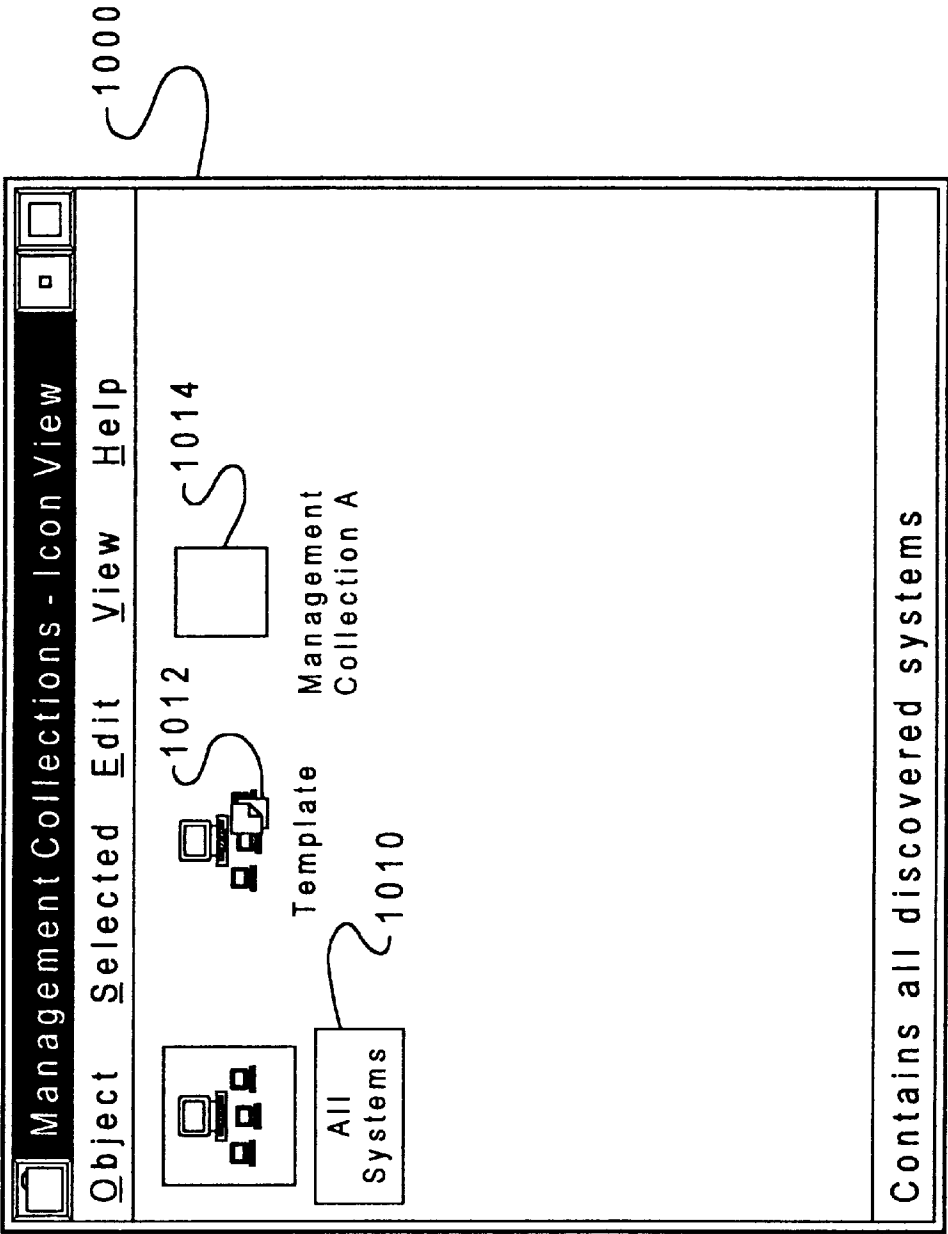 1000
Management Collections - Icon View
Object Selected Edit View Help
1012
1014
All
Systems
Template
Management
Collection A
1010
Contains all discovered systems